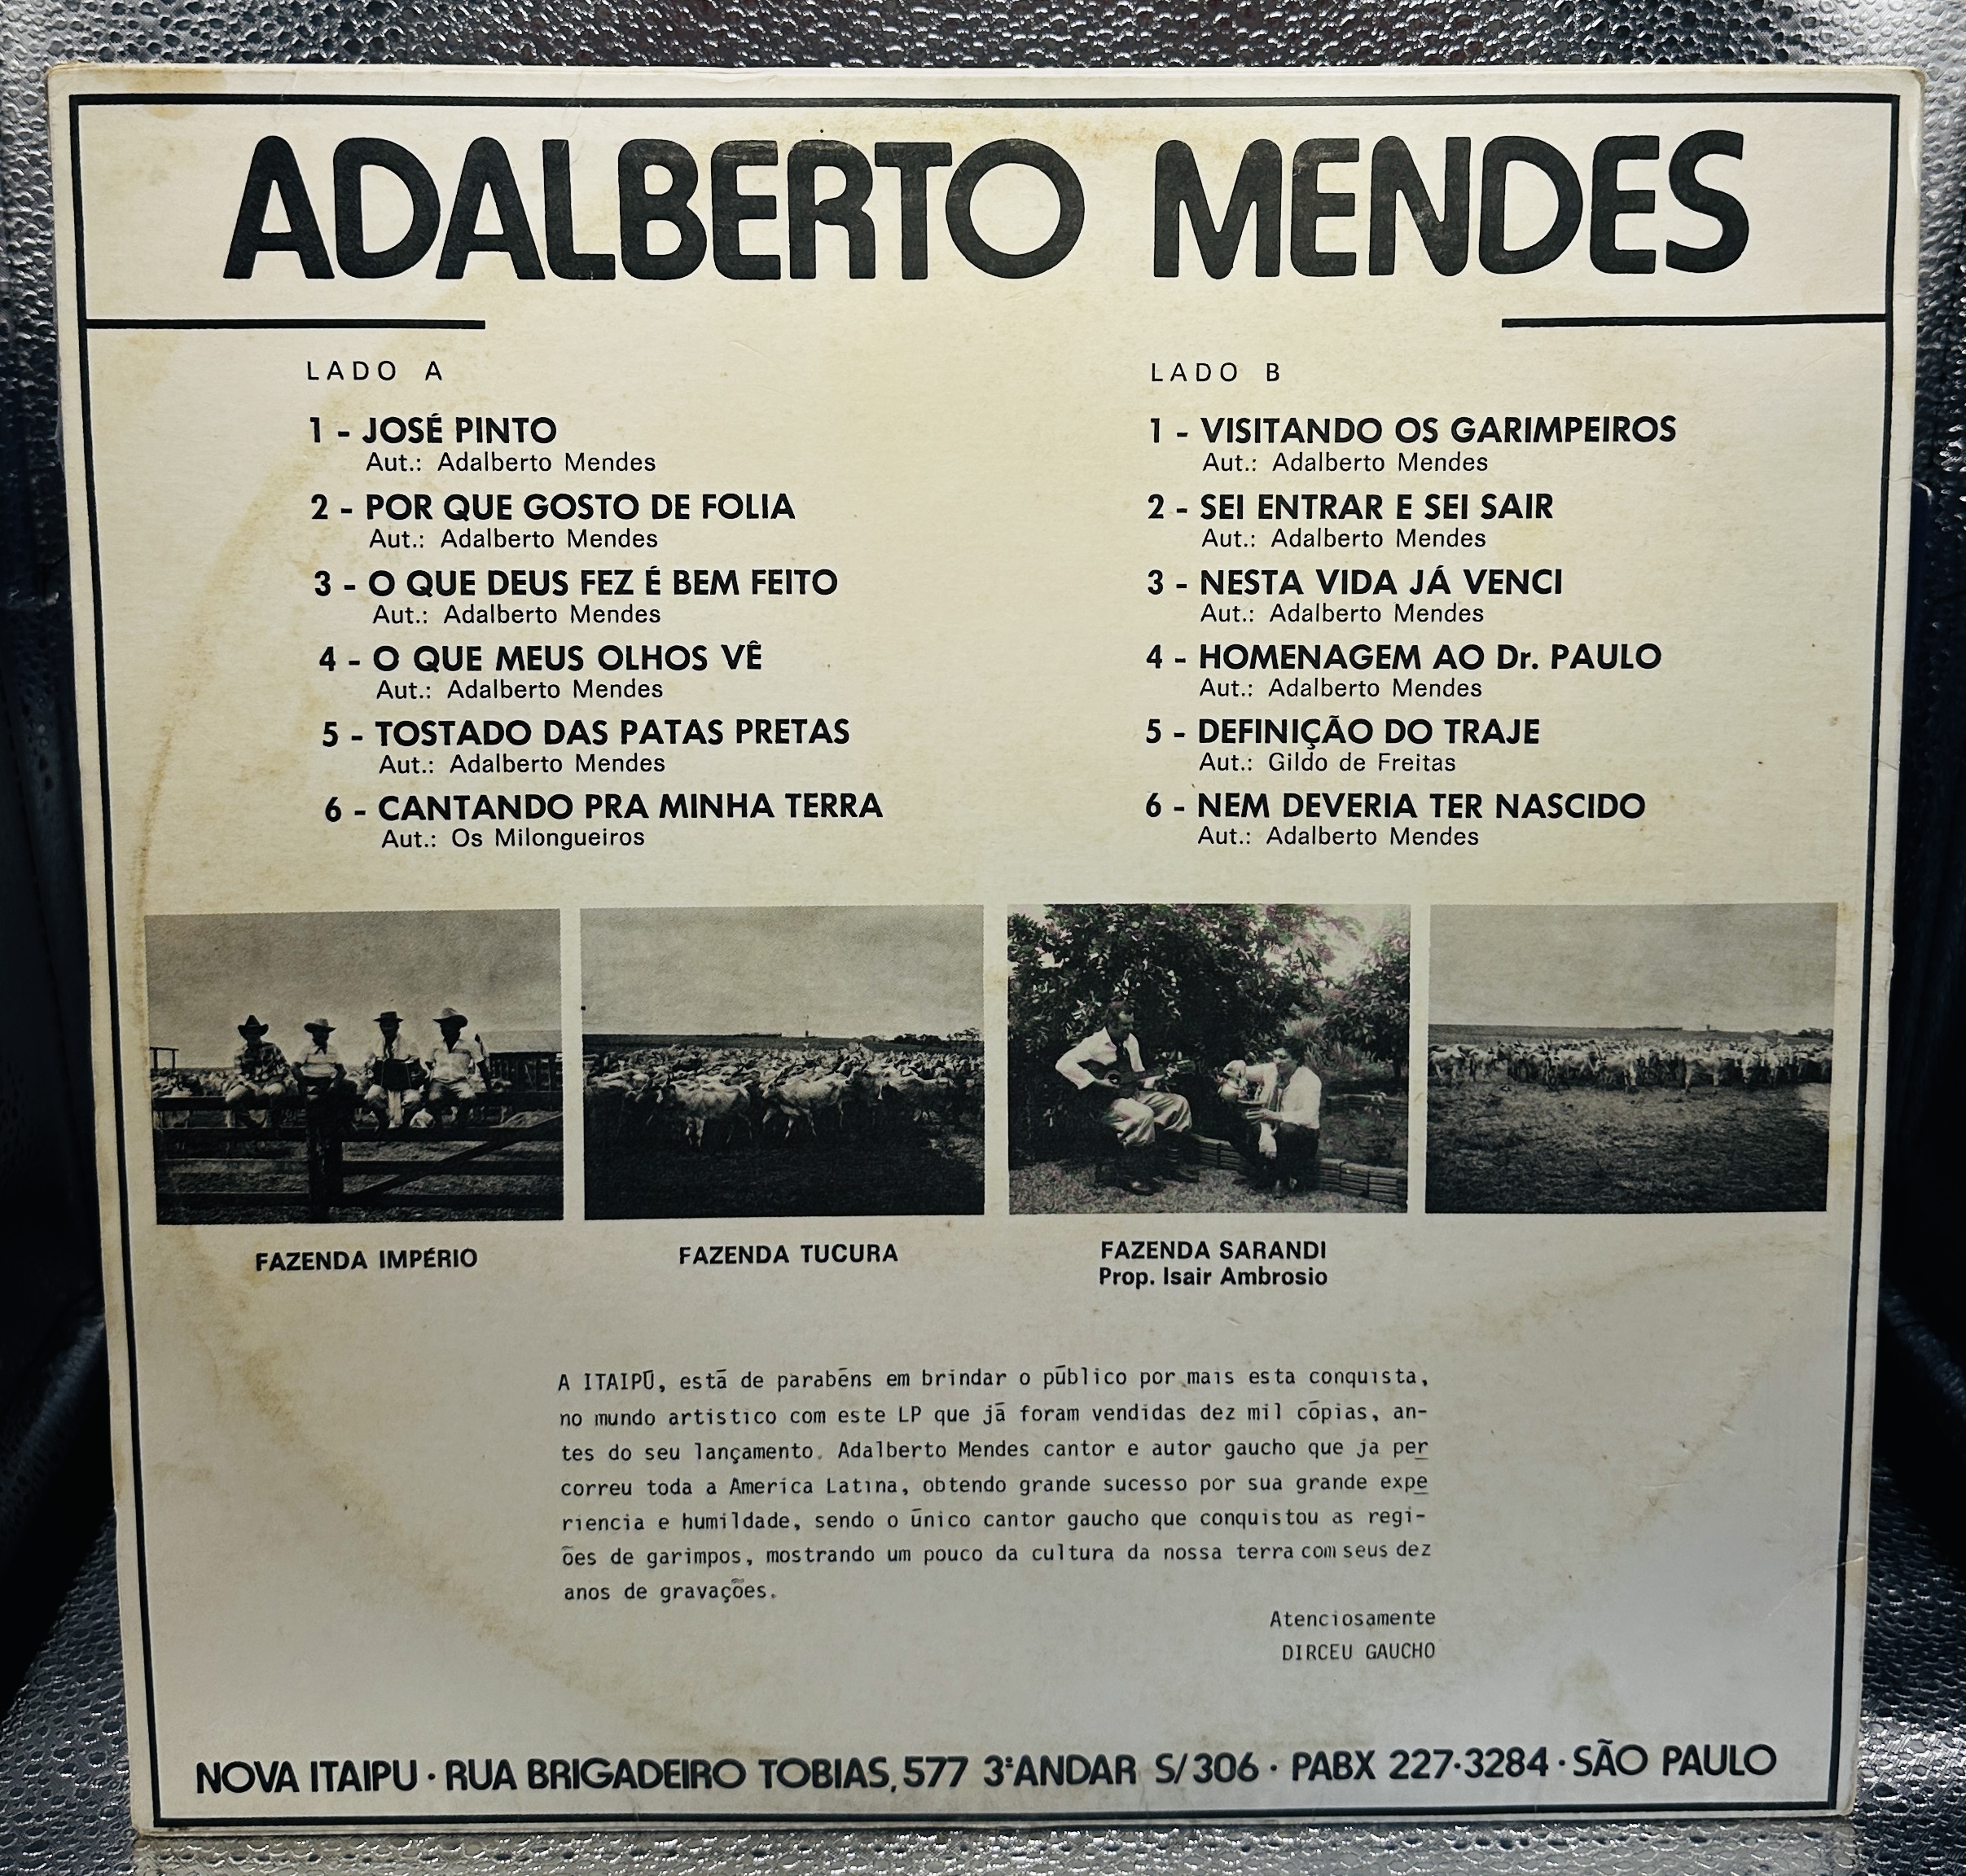 ADALBERTO MENDES
LADO A
1 - JOSÉ PINTO
Aut.: Adalberto Mendes
2 - POR QUE GOSTO DE FOLIA
Aut.: Adalberto Mendes
3 - O QUE DEUS FEZ É BEM FEITO
Aut.: Adalberto Mendes
4 - O QUE MEUS OLHOS VÊ
Aut.: Adalberto Mendes
5 - TOSTADO DAS PATAS PRETAS
Aut.: Adalberto Mendes
6 - CANTANDO PRA MINHA TERRA
Aut.: Os Milongueiros
LADO B
1 - VISITANDO OS GARIMPEIROS
Aut.: Adalberto Mendes
2 - SEI ENTRAR E SEI SAIR
Aut.: Adalberto Mendes
3 - NESTA VIDA JÁ VENCI
Aut.: Adalberto Mendes
4 - HOMENAGEM AO Dr. PAULO
Aut.: Adalberto Mendes
5 - DEFINIÇÃO DO TRAJE
Aut.: Gildo de Freitas
6 - NEM DEVERIA TER NASCIDO
Aut.: Adalberto Mendes
FAZENDA IMPÉRIO
FAZENDA TUCURA
FAZENDA SARANDI
Prop. Isair Ambrosio
A ITAIPÚ, está de parabéns em brindar o público por mais esta conquista,
no mundo artistico com este LP que já foram vendidas dez mil cópias, an-
tes do seu lançamento. Adalberto Mendes cantor e autor gaucho que ja per
correu toda a America Latina, obtendo grande sucesso por sua grande expe
riencia e humildade, sendo o único cantor gaucho que conquistou as regi-
ões de garimpos, mostrando um pouco da cultura da nossa terra com seus dez
anos de gravações.
Atenciosamente
DIRCEU GAUCHO
NOVA ITAIPU · RUA BRIGADEIRO TOBIAS, 577 3º ANDAR S/306 · PABX 227·3284 · SÃO PAULO